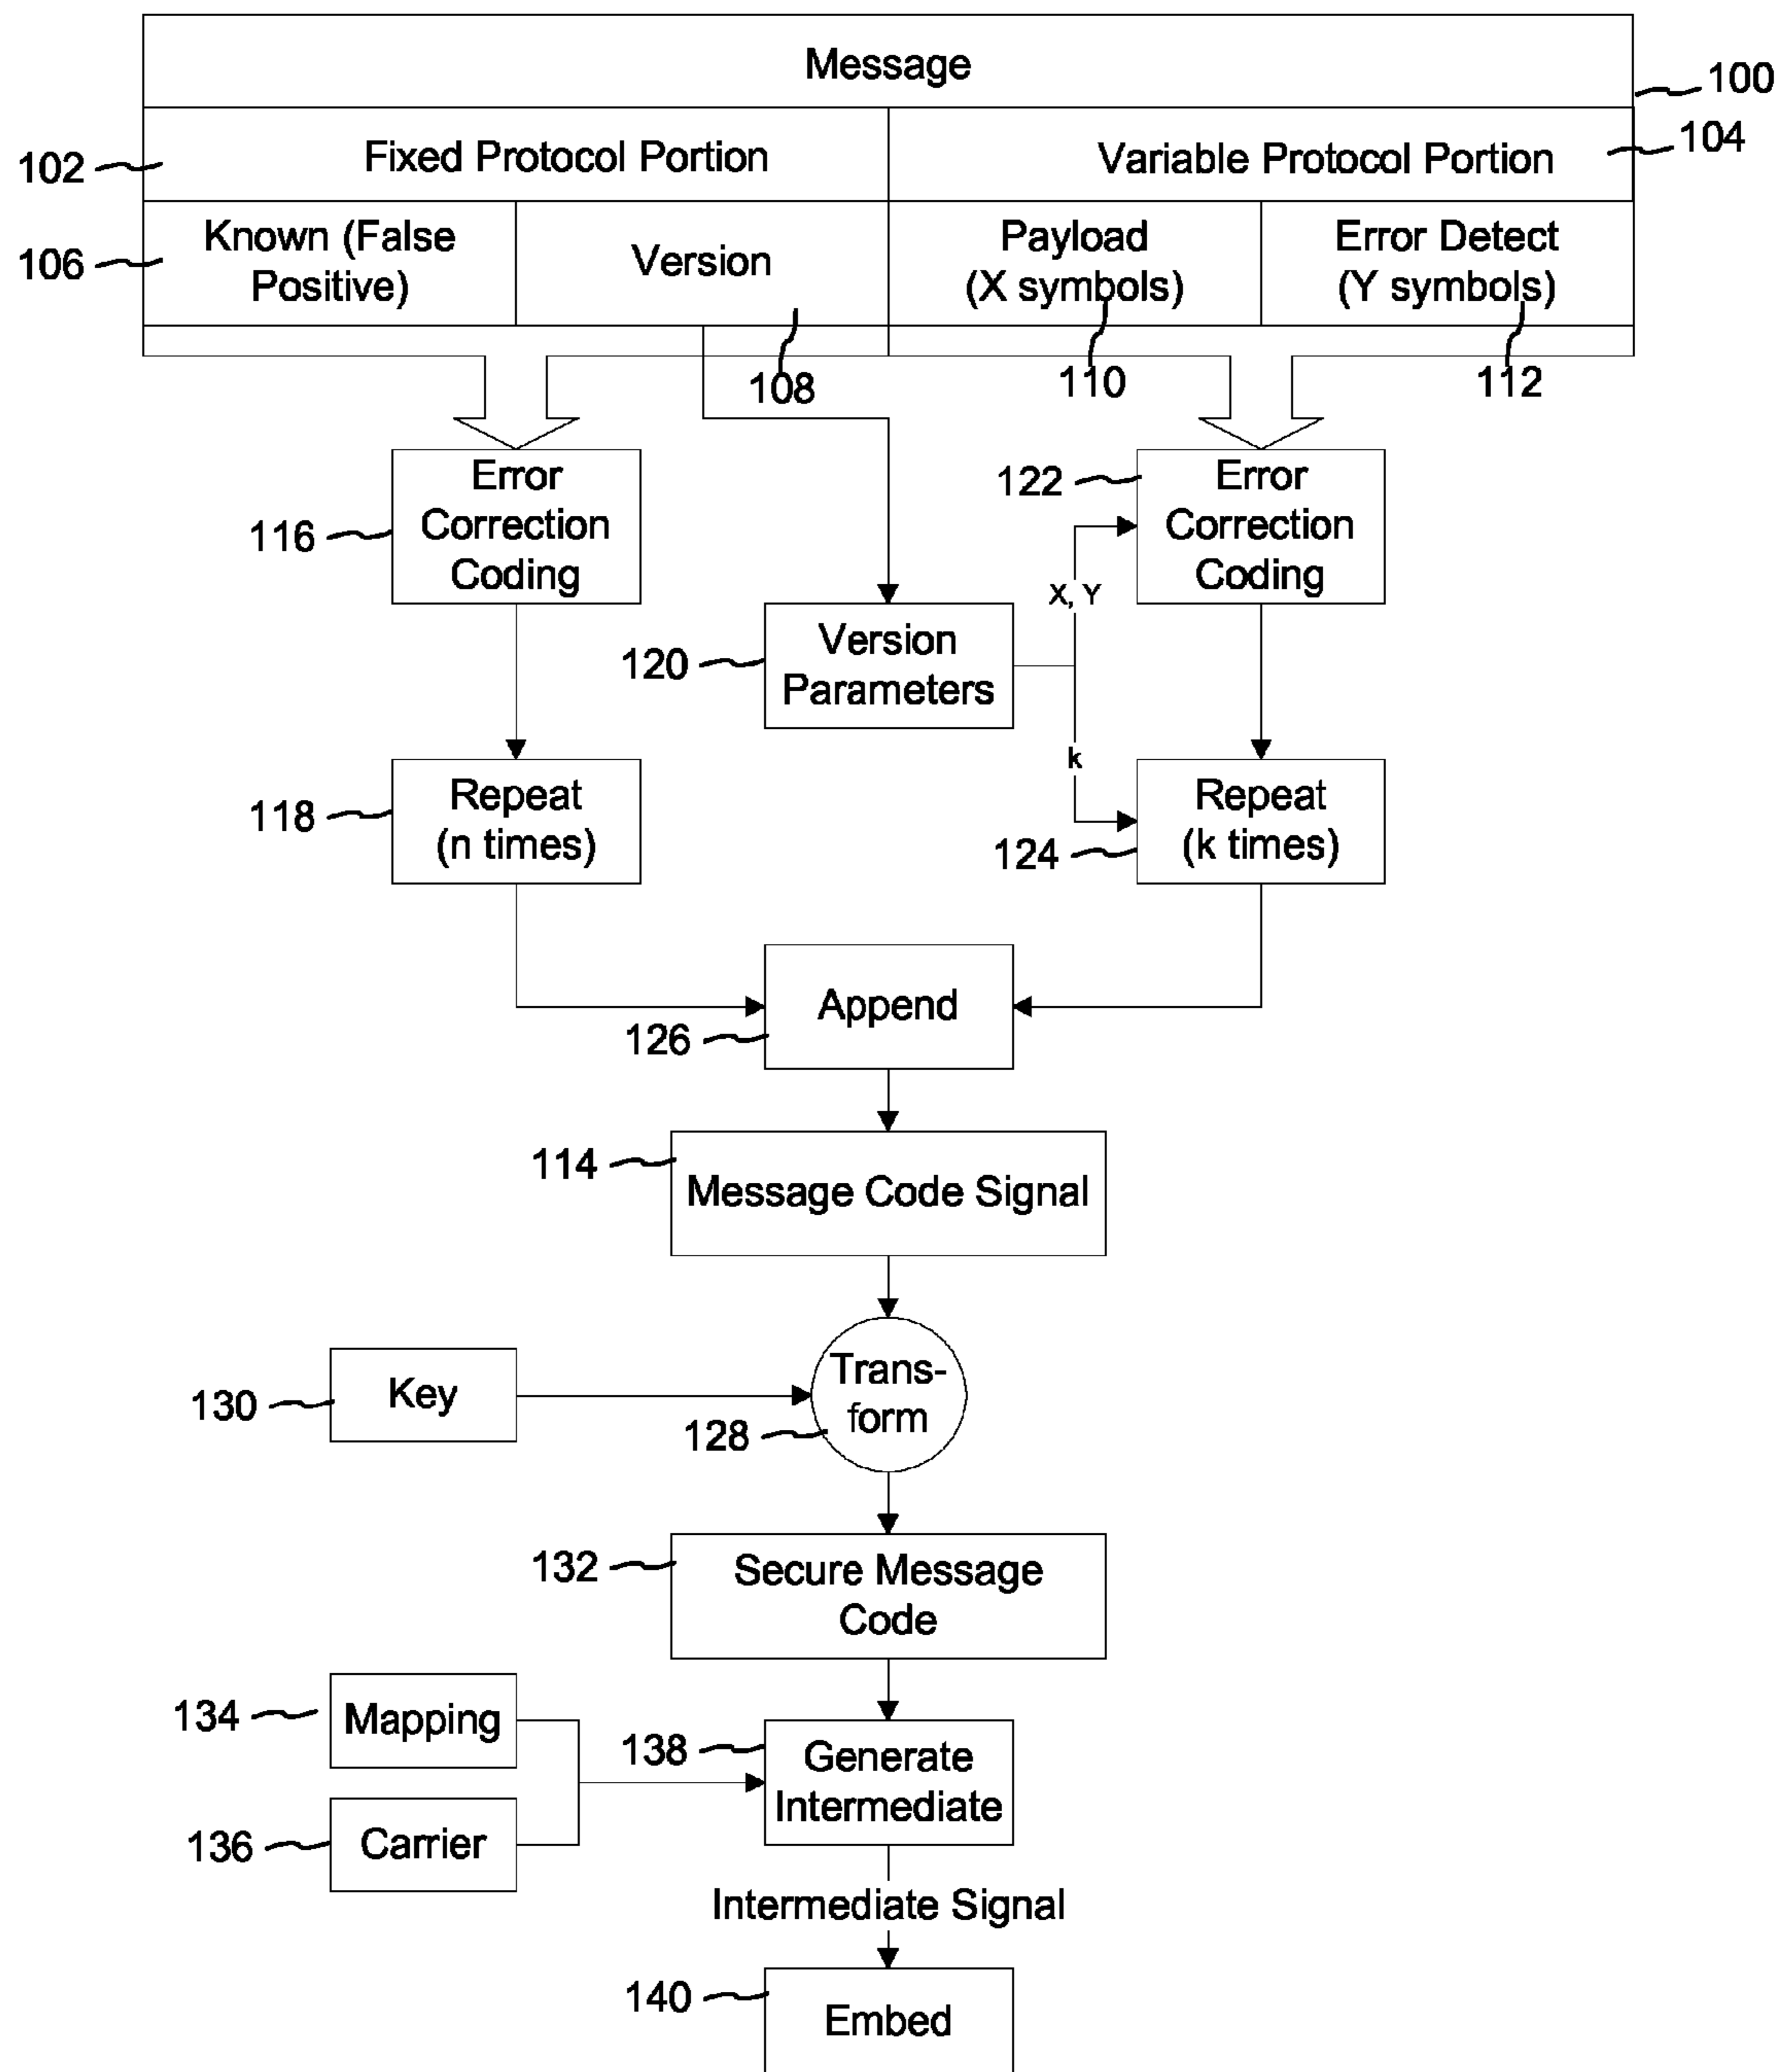 Message
100
102
Fixed Protocol Portion
Variable Protocol Portion
104
106
Known (False
Positive)
Version
Payload
(X symbols)
Error Detect
(Y symbols)
108
110
112
116
Error
Correction
Coding
122
Error
Correction
Coding
X, Y
120
Version
Parameters
k
118
Repeat
(n times)
124
Repeat
(k times)
Append
126
114
Message Code Signal
130
Key
Trans-
form
128
132
Secure Message
Code
134
Mapping
138
Generate
Intermediate
136
Carrier
Intermediate Signal
140
Embed